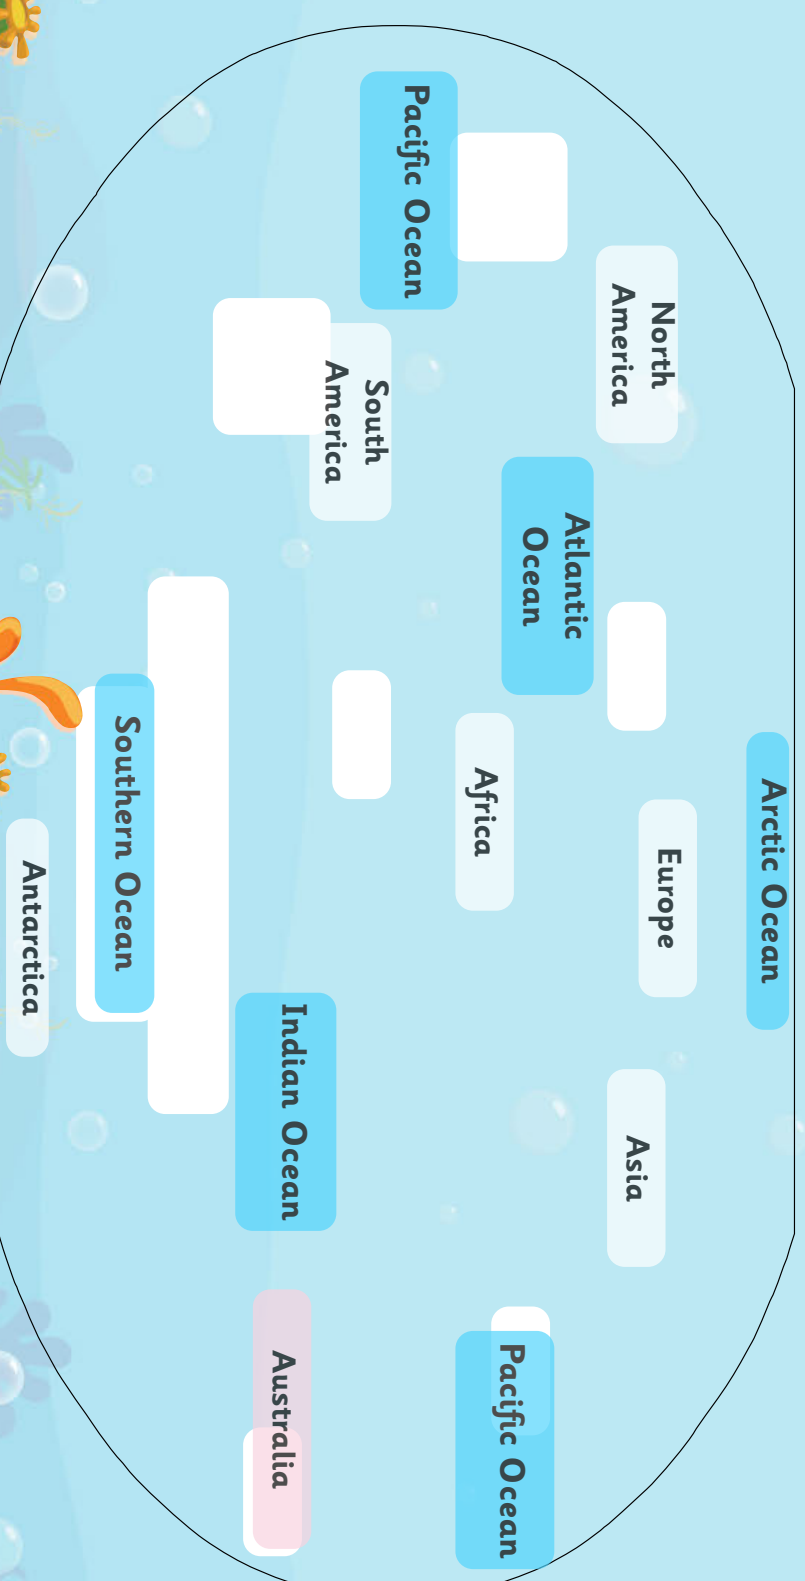 Arctic Ocean
North
America
Europe
Asia
Atlantic
Ocean
Pacific Ocean
Africa
Pacific Ocean
South
America
Indian Ocean
Australia
Southern Ocean
Antarctica